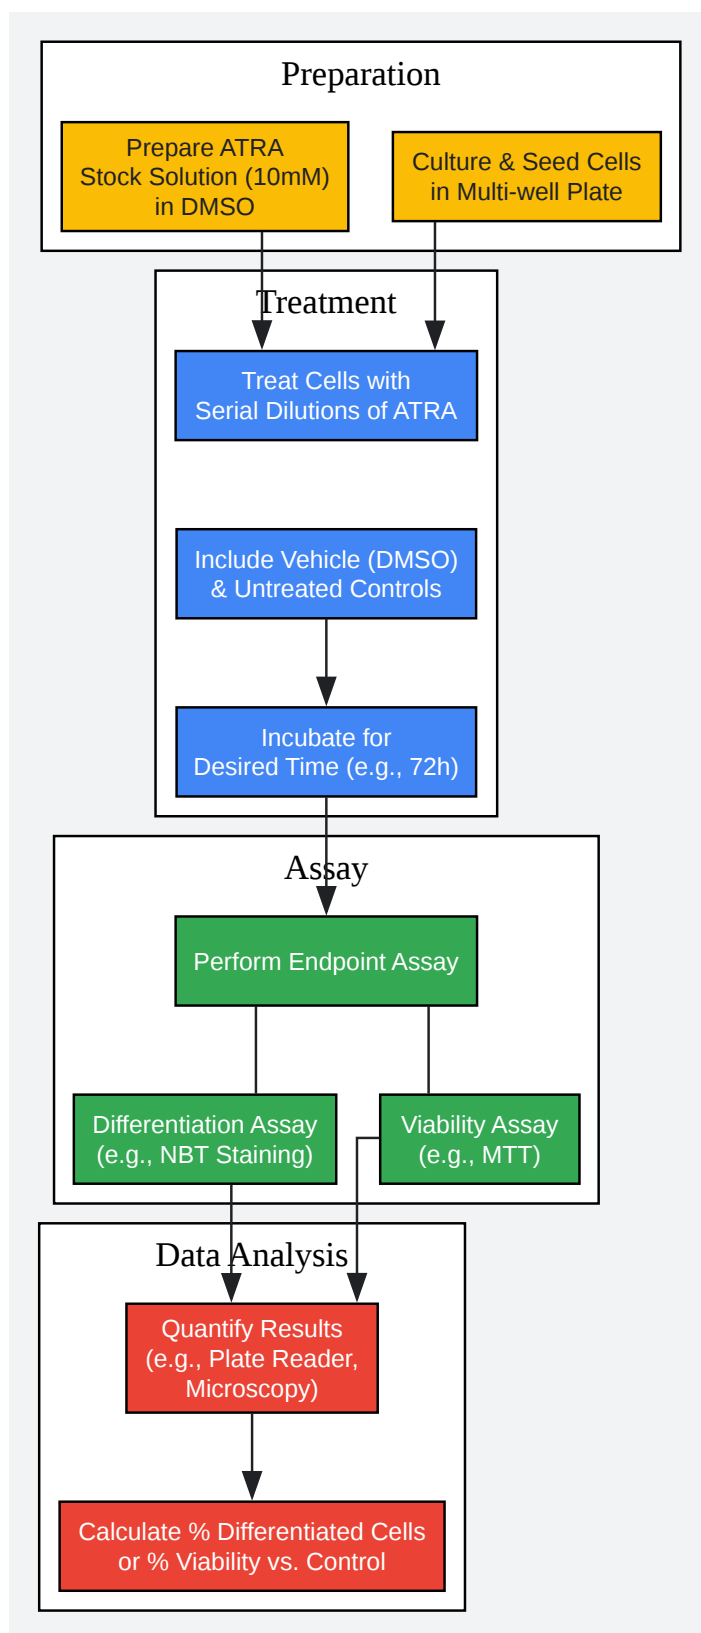 Preparation
Prepare ATRA
Stock Solution (10mM)
in DMSO
Culture & Seed Cells
in Multi-well Plate
Treatment
Treat Cells with
Serial Dilutions of ATRA
Include Vehicle (DMSO)
& Untreated Controls
Incubate for
Desired Time (e.g., 72h)
Assay
Perform Endpoint Assay
Differentiation Assay
(e.g., NBT Staining)
Viability Assay
(e.g., MTT)
Data Analysis
Quantify Results
(e.g., Plate Reader,
Microscopy)
Calculate % Differentiated Cells
or % Viability vs. Control